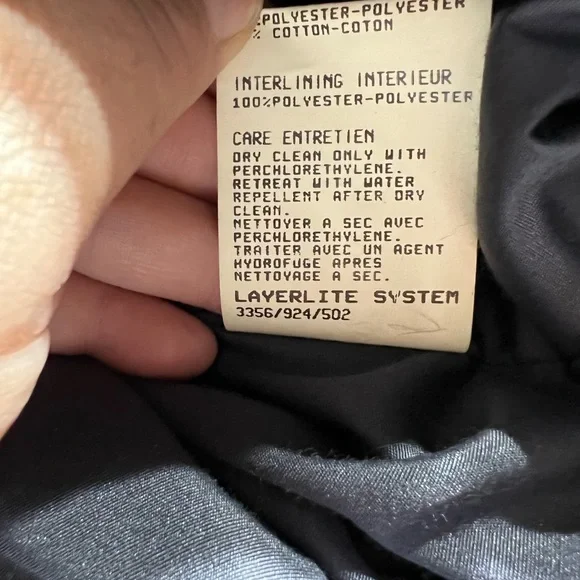 POLYESTER-POLYESTER
% COTTON-COTON
INTERLINING INTERIEUR
100%POLYESTER-POLYESTER
CARE ENTRETIEN
DRY CLEAN ONLY WITH
PERCHLORETHYLENE.
RETREAT WITH WATER
REPELLENT AFTER DRY
CLEAN.
NETTOYER A SEC AVEC
PERCHLORETHYLENE.
TRAITER AVEC UN AGENT
HYDROFUGE APRES
NETTOYAGE A SEC.
LAYERLITE SYSTEM
3356/924/502